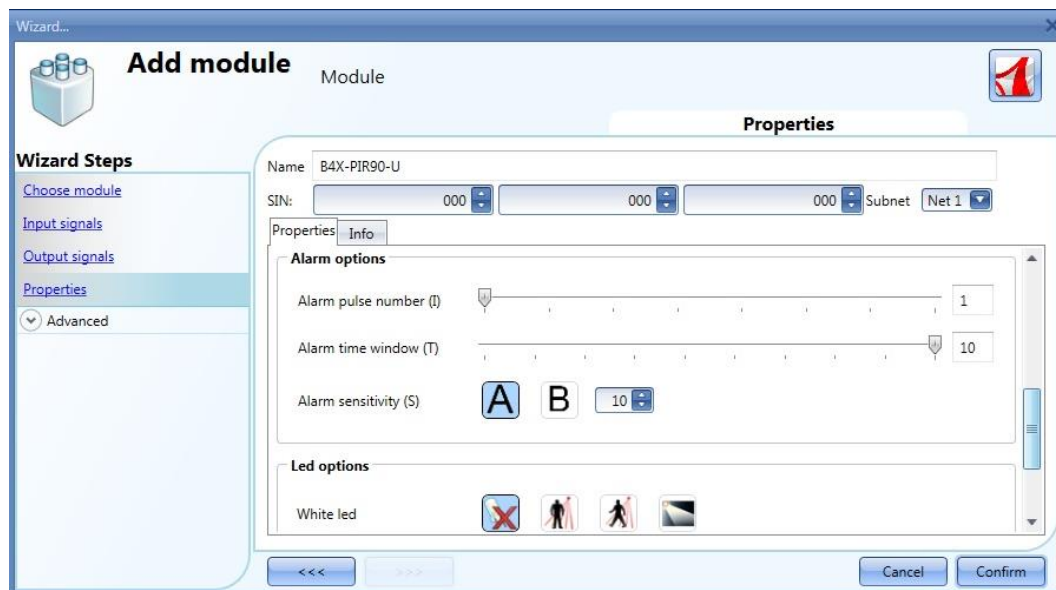 Wizard...
Add module
Module
Properties
Wizard Steps
Choose module
Input signals
Output signals
Properties
Advanced
Name B4X-PIR90-U
SIN: 000 000 000 Subnet Net 1
Properties Info
Alarm options
Alarm pulse number (I) 1
Alarm time window (T) 10
Alarm sensitivity (S) A B 10
Led options
White led
<<< >>> Cancel Confirm